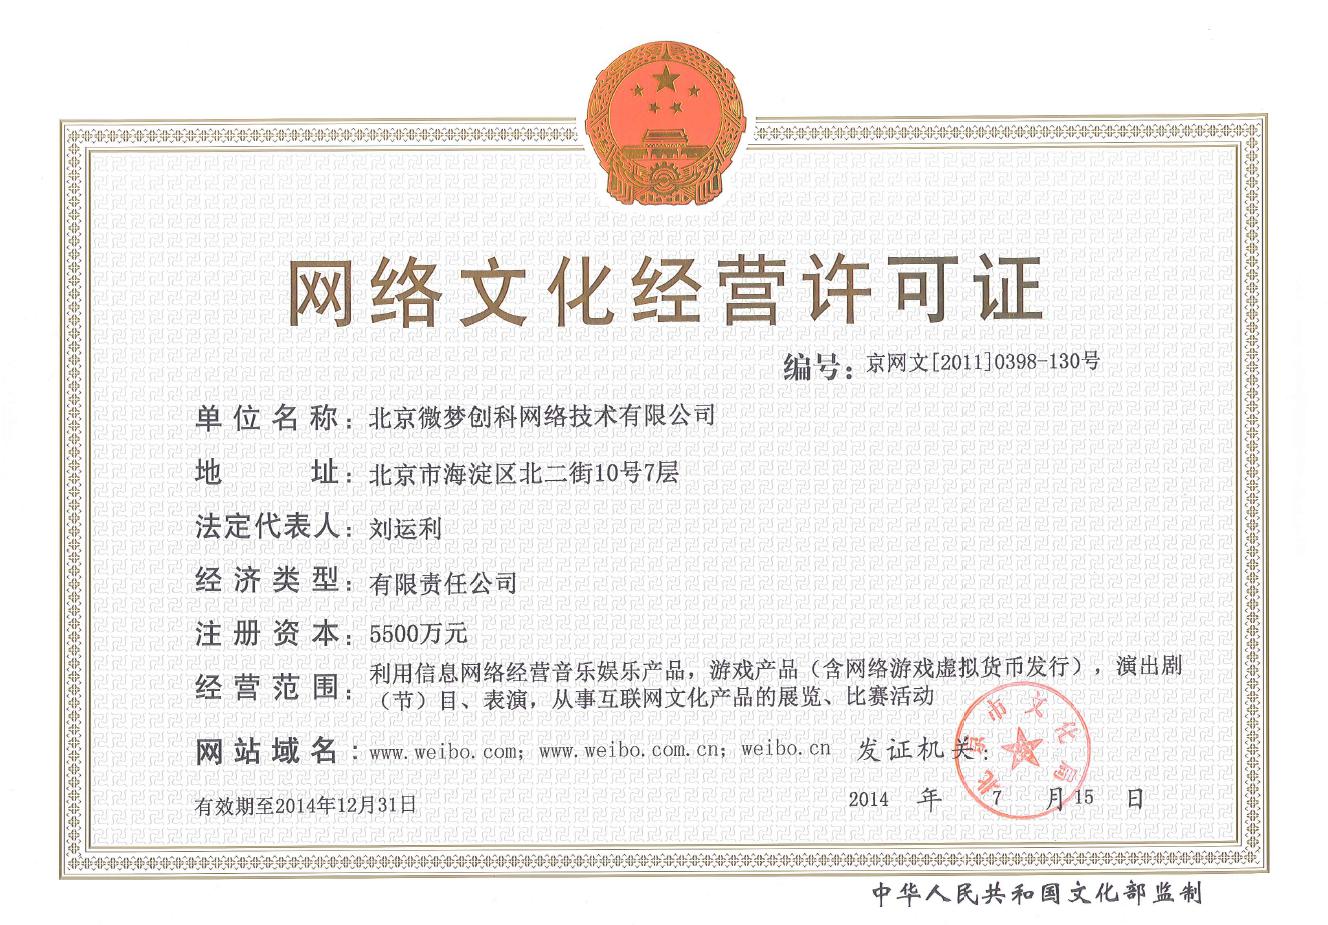 网络文化经营许可证
编号：京网文[2011]0398-130号
单位名称：北京微梦创科网络技术有限公司
地址：北京市海淀区北二街10号7层
法定代表人：刘运利
经济类型：有限责任公司
注册资本：5500万元
经营范围：利用信息网络经营音乐娱乐产品，游戏产品（含网络游戏虚拟货币发行），演出剧
（节）目、表演，从事互联网文化产品的展览、比赛活动
网站域名：www.weibo.com；www.weibo.com.cn；weibo.cn
发证机关：
北京市文化局
有效期至2014年12月31日
2014 年 7 月 15 日
中华人民共和国文化部监制